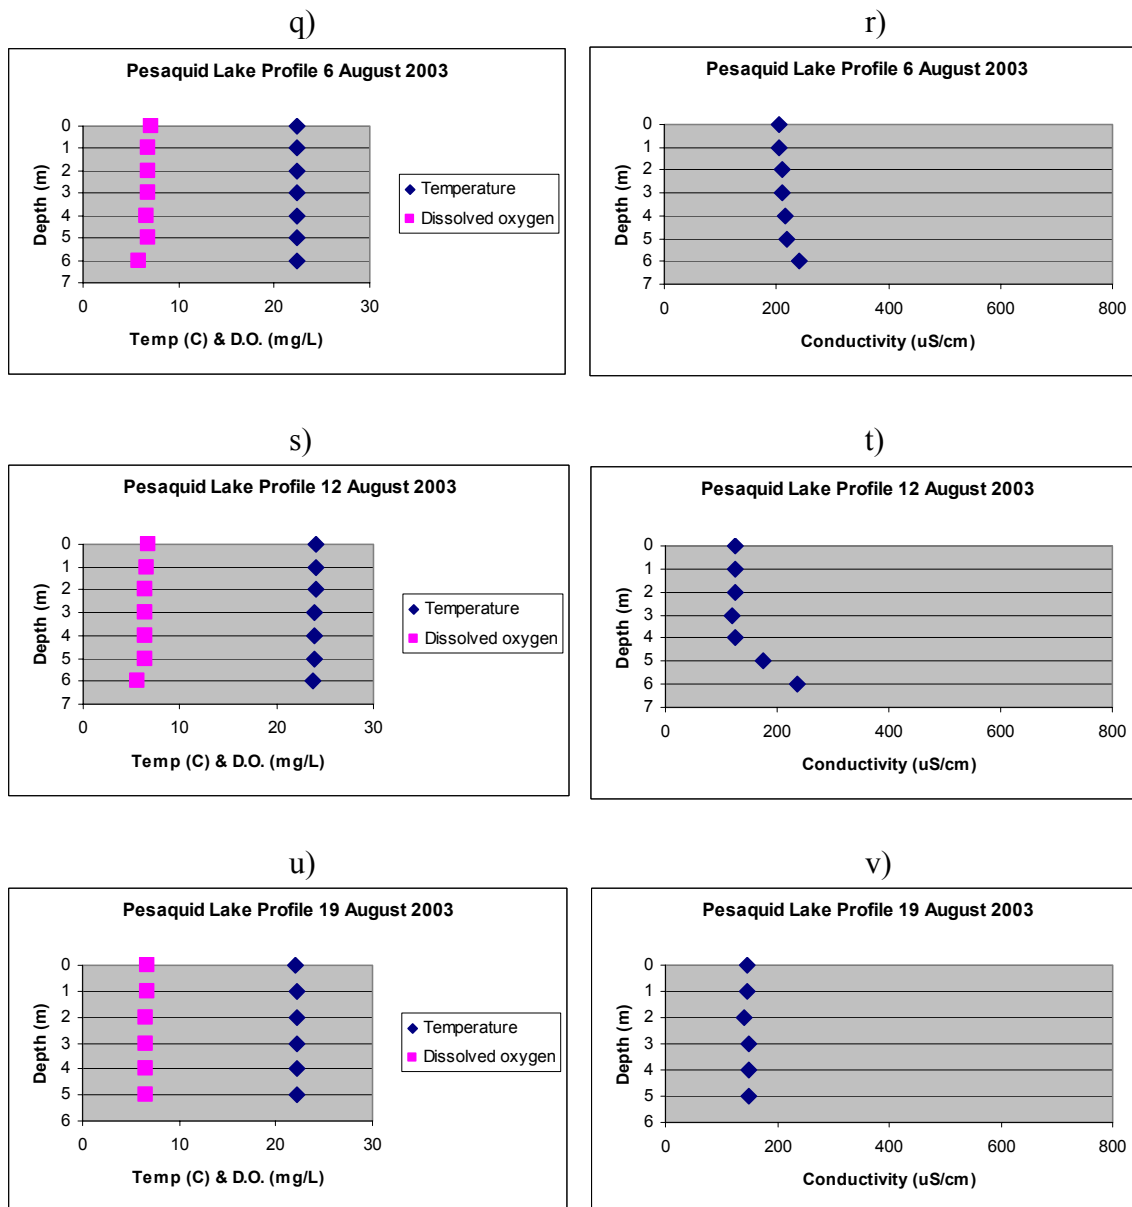 q)
Pesaquid Lake Profile 6 August 2003
Depth (m)
0
1
2
3
4
5
6
7
0 10 20 30
Temp (C) & D.O. (mg/L)
Temperature
Dissolved oxygen
r)
Pesaquid Lake Profile 6 August 2003
Depth (m)
0
1
2
3
4
5
6
7
0 200 400 600 800
Conductivity (uS/cm)
s)
Pesaquid Lake Profile 12 August 2003
Depth (m)
0
1
2
3
4
5
6
7
0 10 20 30
Temp (C) & D.O. (mg/L)
Temperature
Dissolved oxygen
t)
Pesaquid Lake Profile 12 August 2003
Depth (m)
0
1
2
3
4
5
6
7
0 200 400 600 800
Conductivity (uS/cm)
u)
Pesaquid Lake Profile 19 August 2003
Depth (m)
0
1
2
3
4
5
6
0 10 20 30
Temp (C) & D.O. (mg/L)
Temperature
Dissolved oxygen
v)
Pesaquid Lake Profile 19 August 2003
Depth (m)
0
1
2
3
4
5
6
0 200 400 600 800
Conductivity (uS/cm)